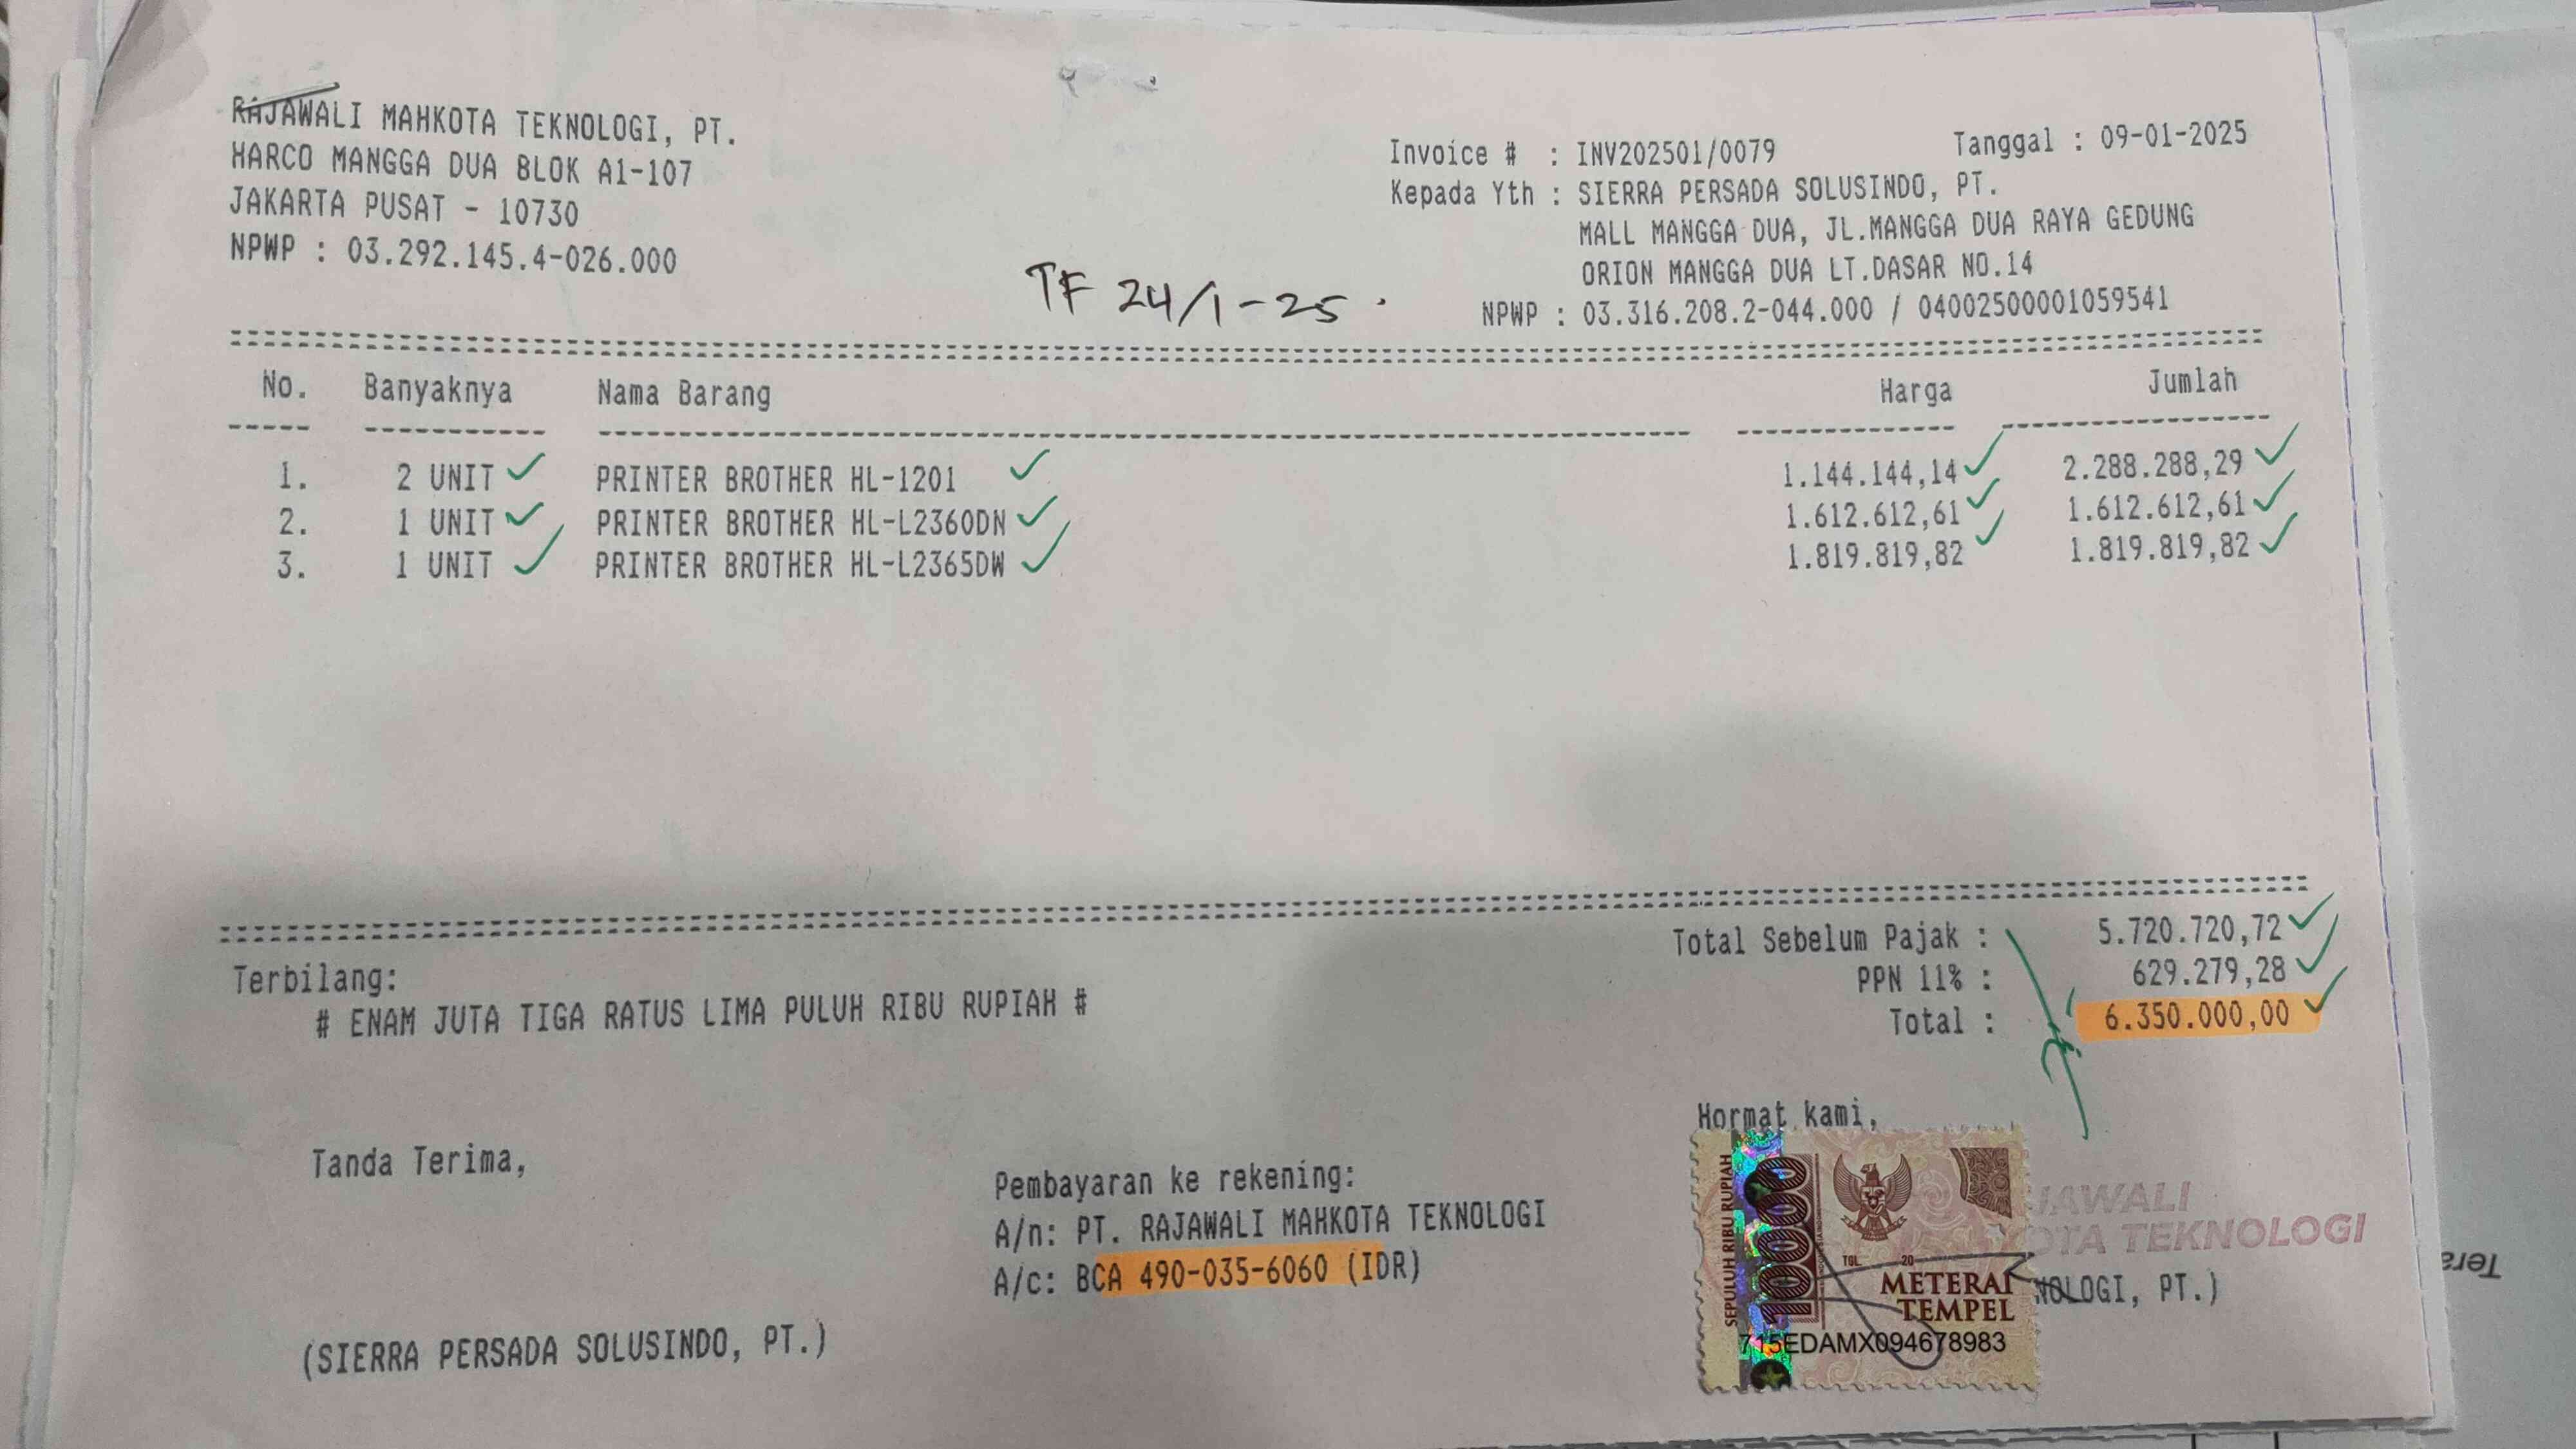 RAJAWALI MAHKOTA TEKNOLOGI, PT.
HARCO MANGGA DUA BLOK A1-107
JAKARTA PUSAT - 10730
NPWP : 03.292.145.4-026.000
Invoice # : INV202501/0079 Tanggal : 09-01-2025
Kepada Yth : SIERRA PERSADA SOLUSINDO, PT.
MALL MANGGA DUA, JL.MANGGA DUA RAYA GEDUNG
ORION MANGGA DUA LT.DASAR NO.14
NPWP : 03.316.208.2-044.000 / 04002500001059541
TF 24/1-25.
No. Banyaknya Nama Barang Harga Jumlah
1. 2 UNIT PRINTER BROTHER HL-1201 1.144.144,14 2.288.288,29
2. 1 UNIT PRINTER BROTHER HL-L2360DN 1.612.612,61 1.612.612,61
3. 1 UNIT PRINTER BROTHER HL-L2365DW 1.819.819,82 1.819.819,82
Total Sebelum Pajak : 5.720.720,72
PPN 11% : 629.279,28
Total : 6.350.000,00
Terbilang:
# ENAM JUTA TIGA RATUS LIMA PULUH RIBU RUPIAH #
Tanda Terima,
(SIERRA PERSADA SOLUSINDO, PT.)
Pembayaran ke rekening:
A/n: PT. RAJAWALI MAHKOTA TEKNOLOGI
A/c: BCA 490-035-6060 (IDR)
Hormat kami,
SEPULUH RIBU RUPIAH
10000
TGL. 20
METERAI
TEMPEL
715EDAMX094678983
JAWALI
OTA TEKNOLOGI
NOLOGI, PT.)
Tera